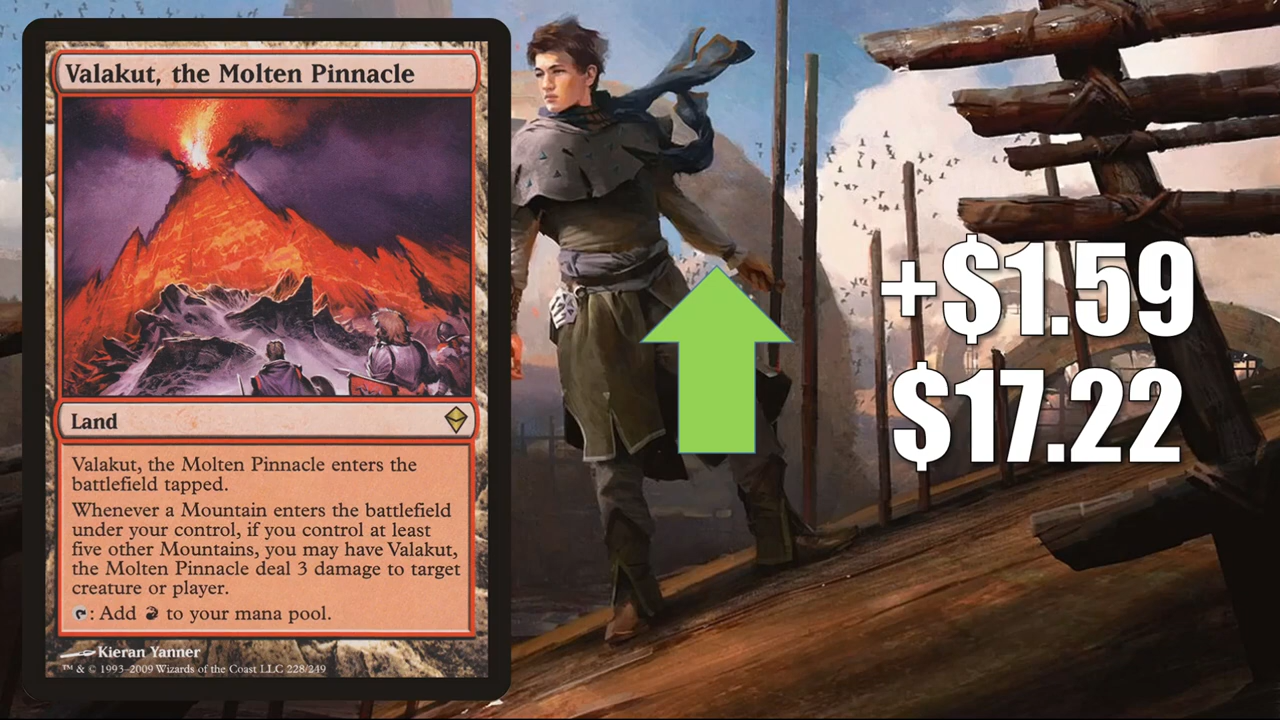 Valakut, the Molten Pinnacle
Land
Valakut, the Molten Pinnacle enters the
battlefield tapped.
Whenever a Mountain enters the battlefield
under your control, if you control at least
five other Mountains, you may have Valakut,
the Molten Pinnacle deal 3 damage to target
creature or player.
: Add to your mana pool.
Kieran Yanner
™ & © 1993–2009 Wizards of the Coast LLC 228/249
+$1.59
$17.22